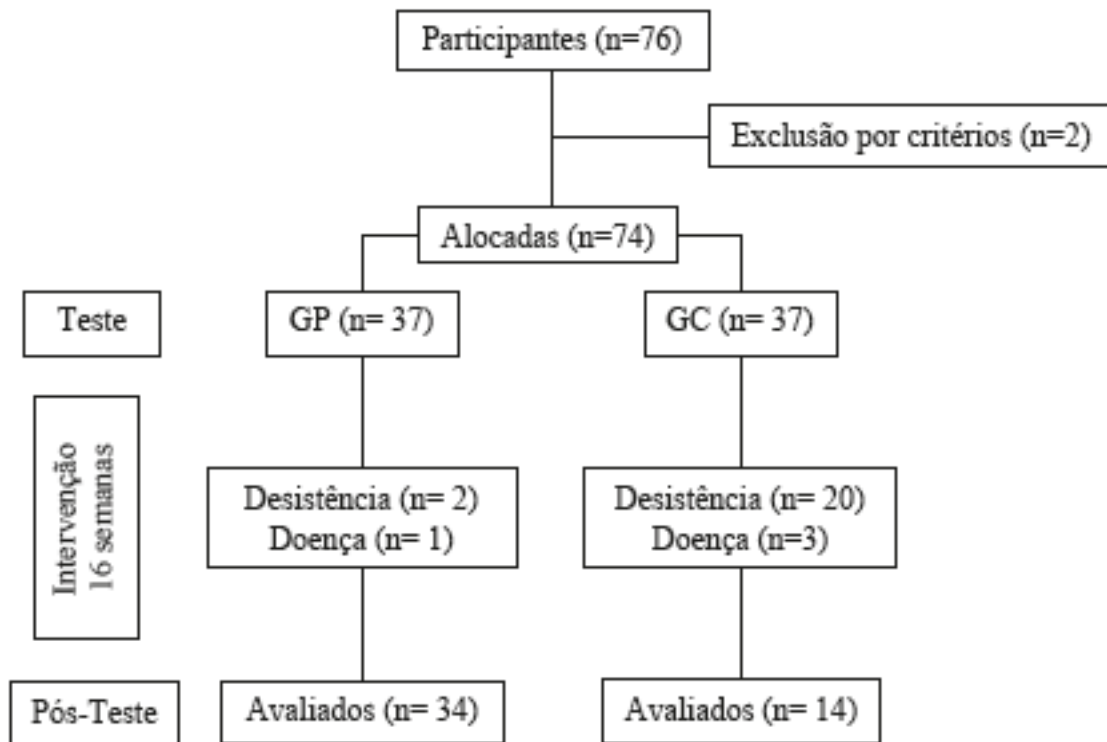 Participantes (n=76)
Exclusão por critérios (n=2)
Alocadas (n=74)
Teste
GP (n= 37)
GC (n= 37)
Intervenção
16 semanas
Desistência (n= 2)
Doença (n= 1)
Desistência (n= 20)
Doença (n=3)
Pós-Teste
Avaliados (n= 34)
Avaliados (n= 14)